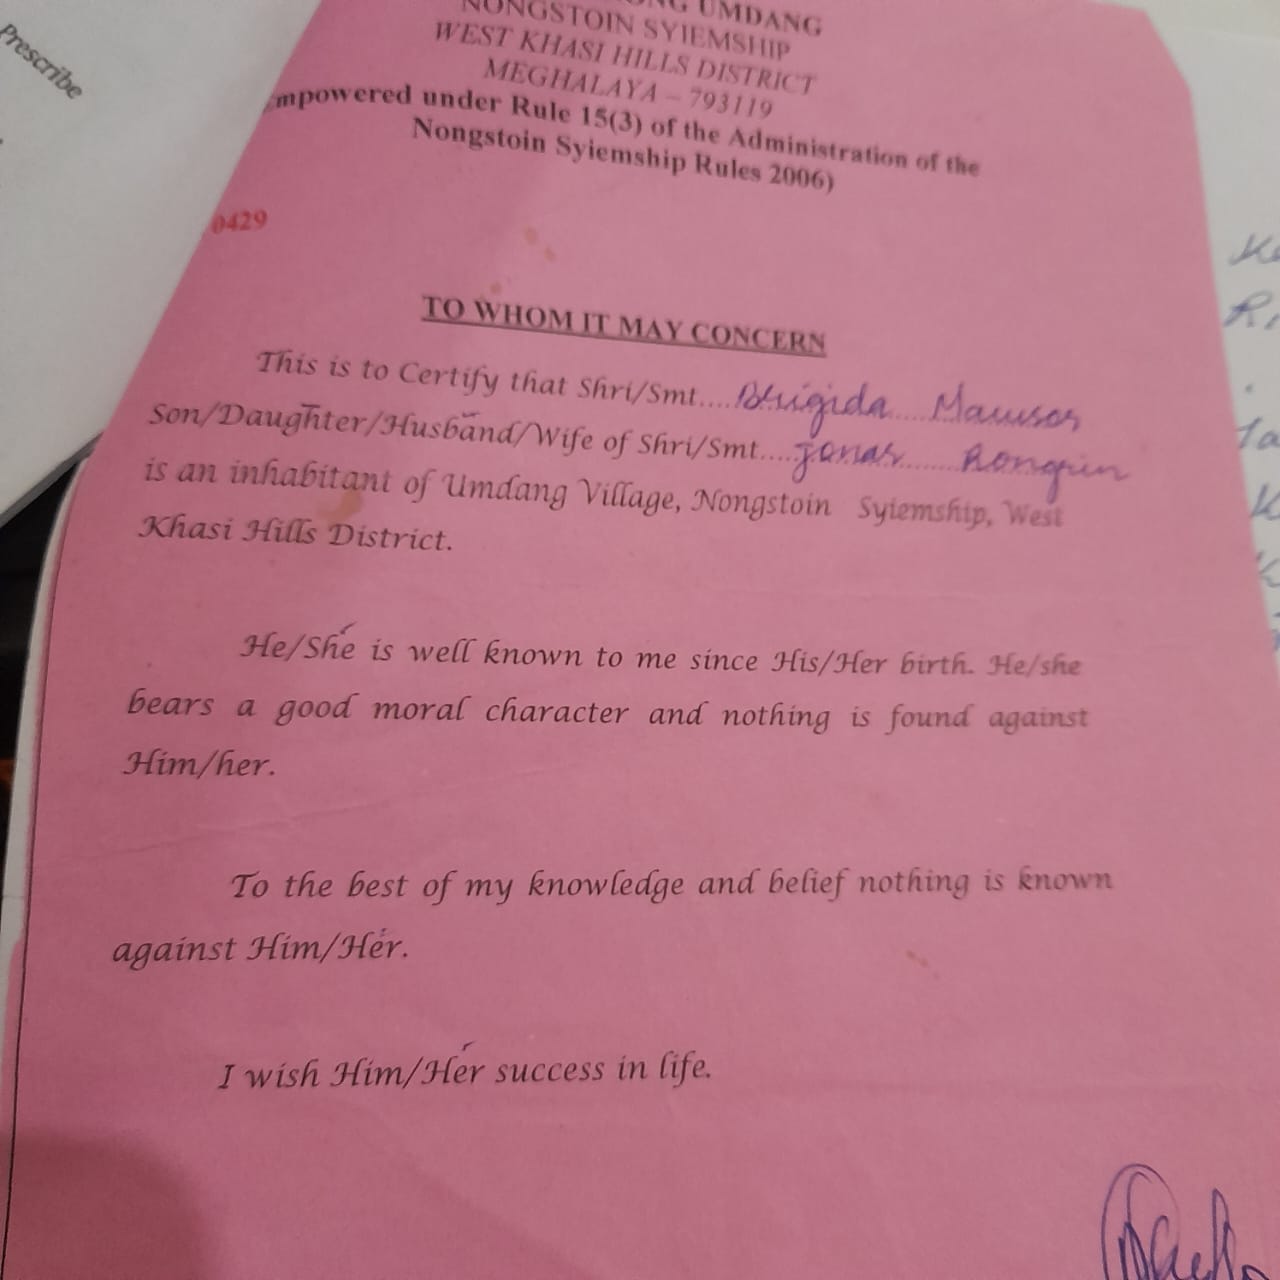 Prescribe
UMDANG
NONGSTOIN SYIEMSHIP
WEST KHASI HILLS DISTRICT
MEGHALAYA – 793119
mpowered under Rule 15(3) of the Administration of the
Nongstoin Syiemship Rules 2006)
0429
TO WHOM IT MAY CONCERN
This is to Certify that Shri/Smt.... Brigida ..... Mawsor
Son/Daughter/Husband/Wife of Shri/Smt.... Jonas ....... Rongrin
is an inhabitant of Umdang Village, Nongstoin Syiemship, West
Khasi Hills District.
He/She is well known to me since His/Her birth. He/she
bears a good moral character and nothing is found against
Him/her.
To the best of my knowledge and belief nothing is known
against Him/Her.
I wish Him/Her success in life.